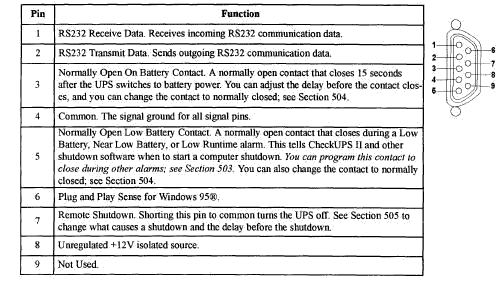 Pin Function
1 RS232 Receive Data. Receives incoming RS232 communication data.
2 RS232 Transmit Data. Sends outgoing RS232 communication data.
3 Normally Open On Battery Contact. A normally open contact that closes 15 seconds
after the UPS switches to battery power. You can adjust the delay before the contact clos-
es, and you can change the contact to normally closed; see Section 504.
4 Common. The signal ground for all signal pins.
5 Normally Open Low Battery Contact. A normally open contact that closes during a Low
Battery, Near Low Battery, or Low Runtime alarm. This tells CheckUPS II and other
shutdown software when to start a computer shutdown. You can program this contact to
close during other alarms; see Section 503. You can also change the contact to normally
closed; see Section 504.
6 Plug and Play Sense for Windows 95®.
7 Remote Shutdown. Shorting this pin to common turns the UPS off. See Section 505 to
change what causes a shutdown and the delay before the shutdown.
8 Unregulated +12V isolated source.
9 Not Used.
1
2
3
4
5
6
7
8
9